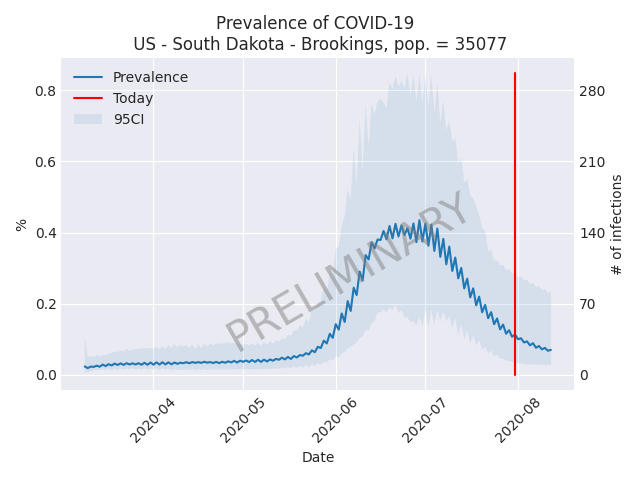 Prevalence of COVID-19
US - South Dakota - Brookings, pop. = 35077
Prevalence
Today
95CI
PRELIMINARY
%
0.8
0.6
0.4
0.2
0.0
280
210
140
70
0
# of infections
2020-04
2020-05
2020-06
2020-07
2020-08
Date